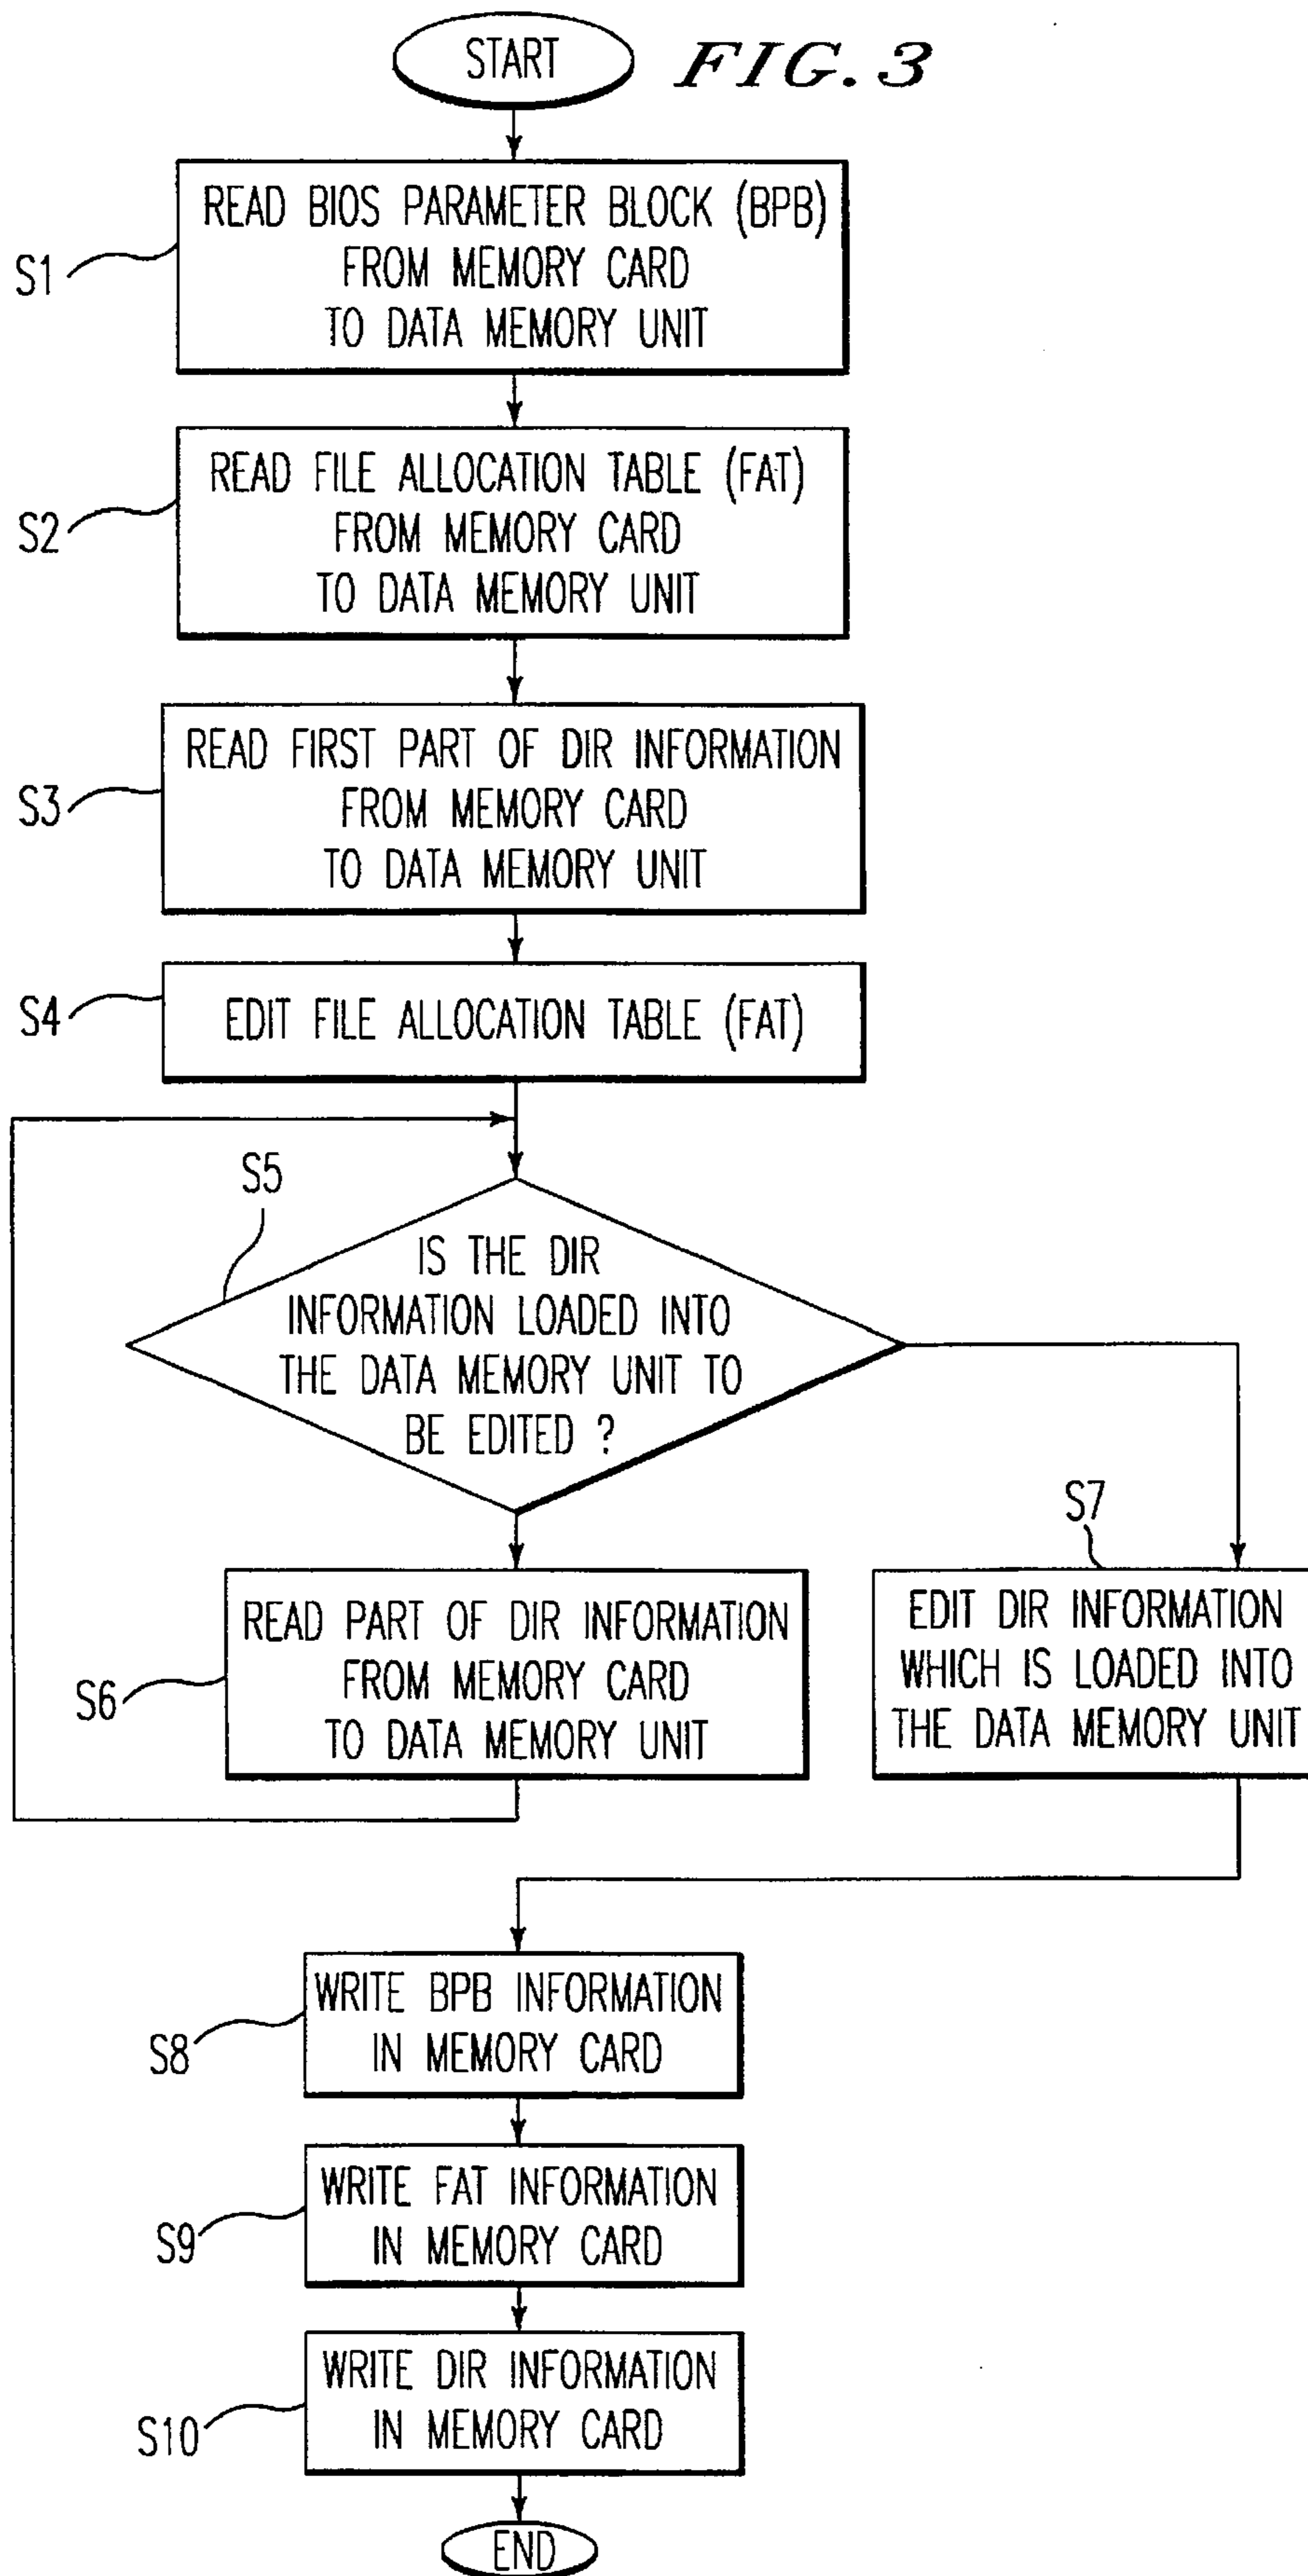 START
FIG. 3
READ BIOS PARAMETER BLOCK (BPB)
FROM MEMORY CARD
TO DATA MEMORY UNIT
S1
READ FILE ALLOCATION TABLE (FAT)
FROM MEMORY CARD
TO DATA MEMORY UNIT
S2
READ FIRST PART OF DIR INFORMATION
FROM MEMORY CARD
TO DATA MEMORY UNIT
S3
EDIT FILE ALLOCATION TABLE (FAT)
S4
S5
IS THE DIR
INFORMATION LOADED INTO
THE DATA MEMORY UNIT TO
BE EDITED ?
READ PART OF DIR INFORMATION
FROM MEMORY CARD
TO DATA MEMORY UNIT
S6
S7
EDIT DIR INFORMATION
WHICH IS LOADED INTO
THE DATA MEMORY UNIT
WRITE BPB INFORMATION
IN MEMORY CARD
S8
WRITE FAT INFORMATION
IN MEMORY CARD
S9
WRITE DIR INFORMATION
IN MEMORY CARD
S10
END